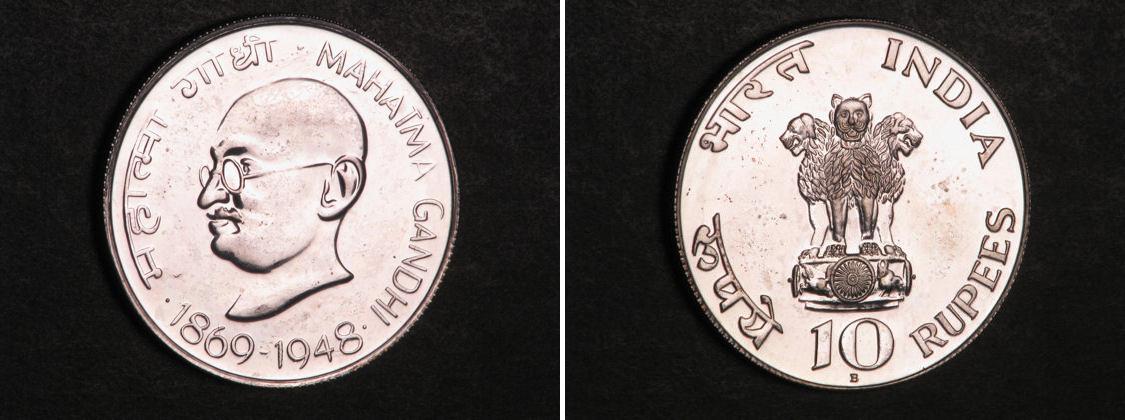 महात्मा गांधी
MAHATMA GANDHI
1869-1948
भारत
INDIA
रुपये
10
RUPEES
B